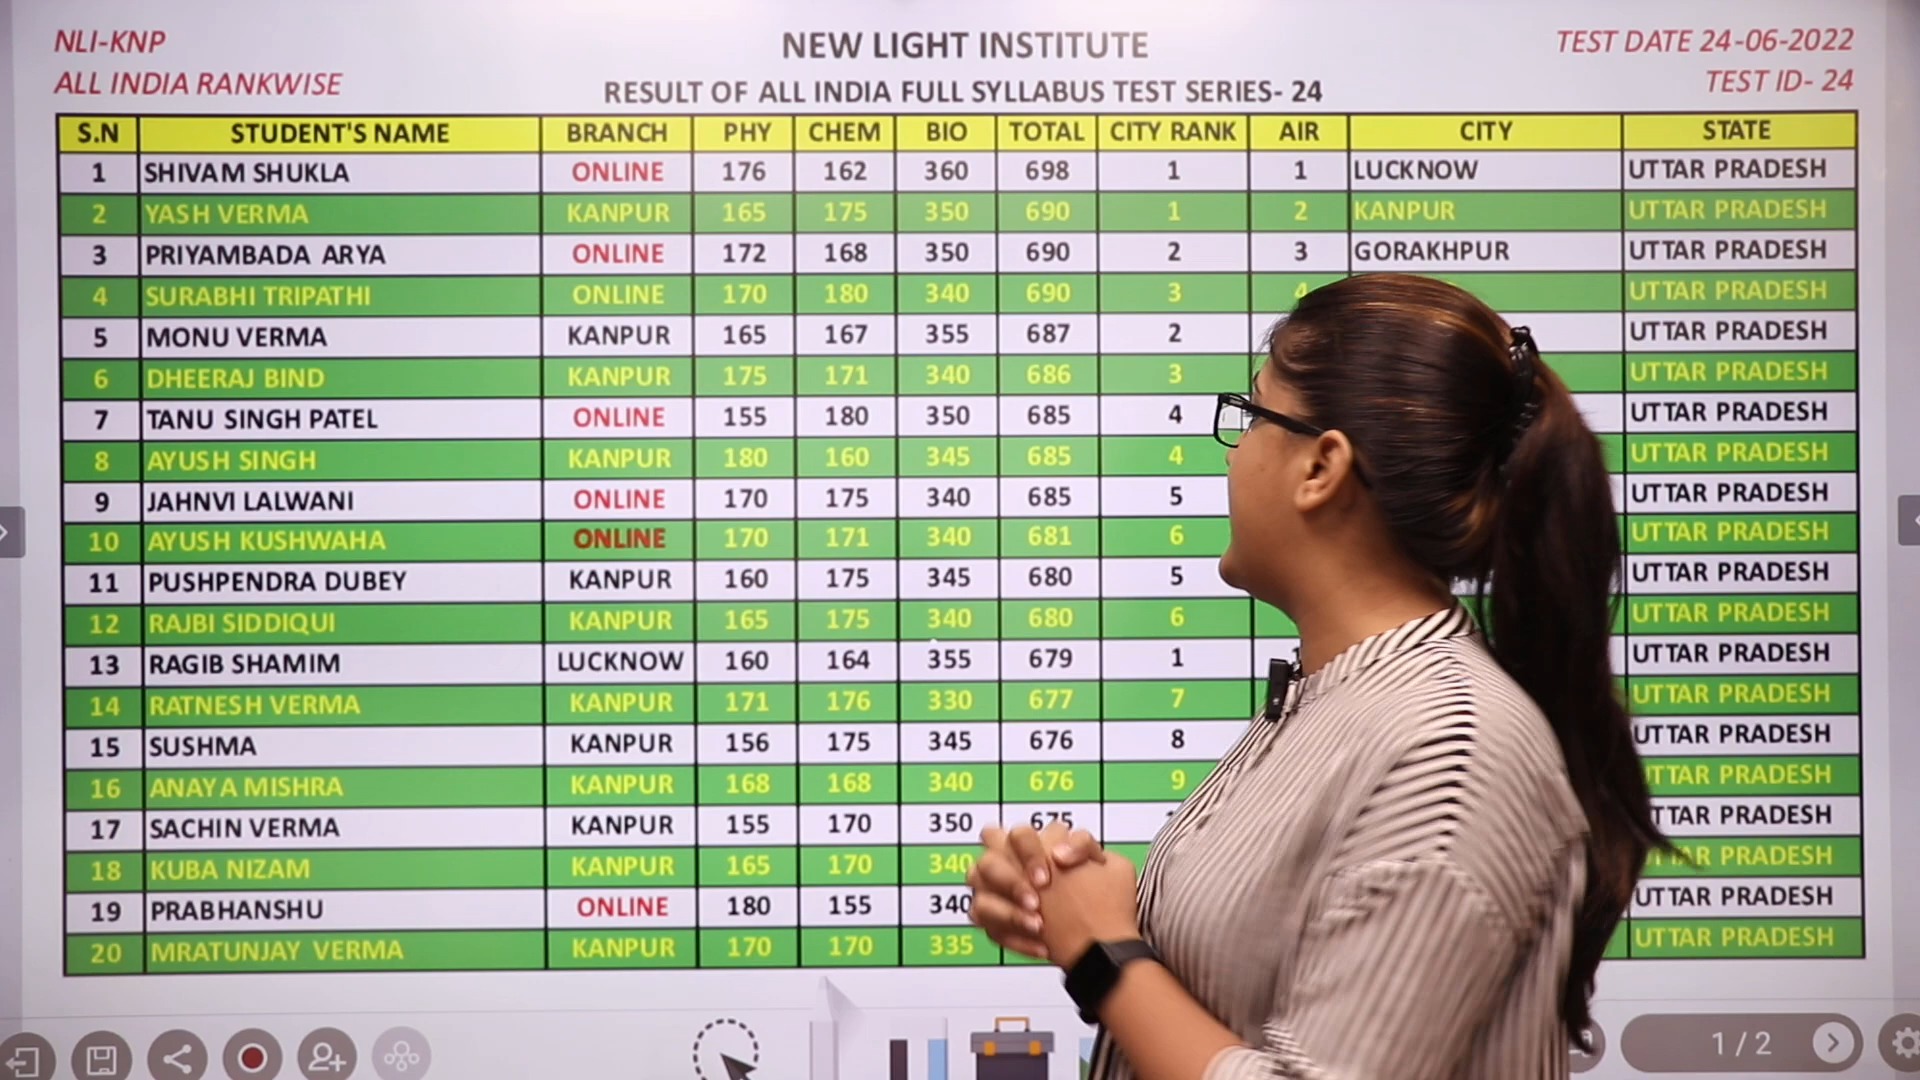 NLI-KNP
ALL INDIA RANKWISE
NEW LIGHT INSTITUTE
RESULT OF ALL INDIA FULL SYLLABUS TEST SERIES- 24
TEST DATE 24-06-2022
TEST ID- 24
S.N STUDENT'S NAME BRANCH PHY CHEM BIO TOTAL CITY RANK AIR CITY STATE
1 SHIVAM SHUKLA ONLINE 176 162 360 698 1 1 LUCKNOW UTTAR PRADESH
2 YASH VERMA KANPUR 165 175 350 690 1 2 KANPUR UTTAR PRADESH
3 PRIYAMBADA ARYA ONLINE 172 168 350 690 2 3 GORAKHPUR UTTAR PRADESH
4 SURABHI TRIPATHI ONLINE 170 180 340 690 3 4 UTTAR PRADESH
5 MONU VERMA KANPUR 165 167 355 687 2 UTTAR PRADESH
6 DHEERAJ BIND KANPUR 175 171 340 686 3 UTTAR PRADESH
7 TANU SINGH PATEL ONLINE 155 180 350 685 4 UTTAR PRADESH
8 AYUSH SINGH KANPUR 180 160 345 685 4 UTTAR PRADESH
9 JAHNVI LALWANI ONLINE 170 175 340 685 5 UTTAR PRADESH
10 AYUSH KUSHWAHA ONLINE 170 171 340 681 6 UTTAR PRADESH
11 PUSHPENDRA DUBEY KANPUR 160 175 345 680 5 UTTAR PRADESH
12 RAJBI SIDDIQUI KANPUR 165 175 340 680 6 UTTAR PRADESH
13 RAGIB SHAMIM LUCKNOW 160 164 355 679 1 UTTAR PRADESH
14 RATNESH VERMA KANPUR 171 176 330 677 7 UTTAR PRADESH
15 SUSHMA KANPUR 156 175 345 676 8 UTTAR PRADESH
16 ANAYA MISHRA KANPUR 168 168 340 676 9 UTTAR PRADESH
17 SACHIN VERMA KANPUR 155 170 350 675 PRADESH
18 KUBA NIZAM KANPUR 165 170 340 PRADESH
19 PRABHANSHU ONLINE 180 155 340 UTTAR PRADESH
20 MRATUNJAY VERMA KANPUR 170 170 335 UTTAR PRADESH
1 / 2